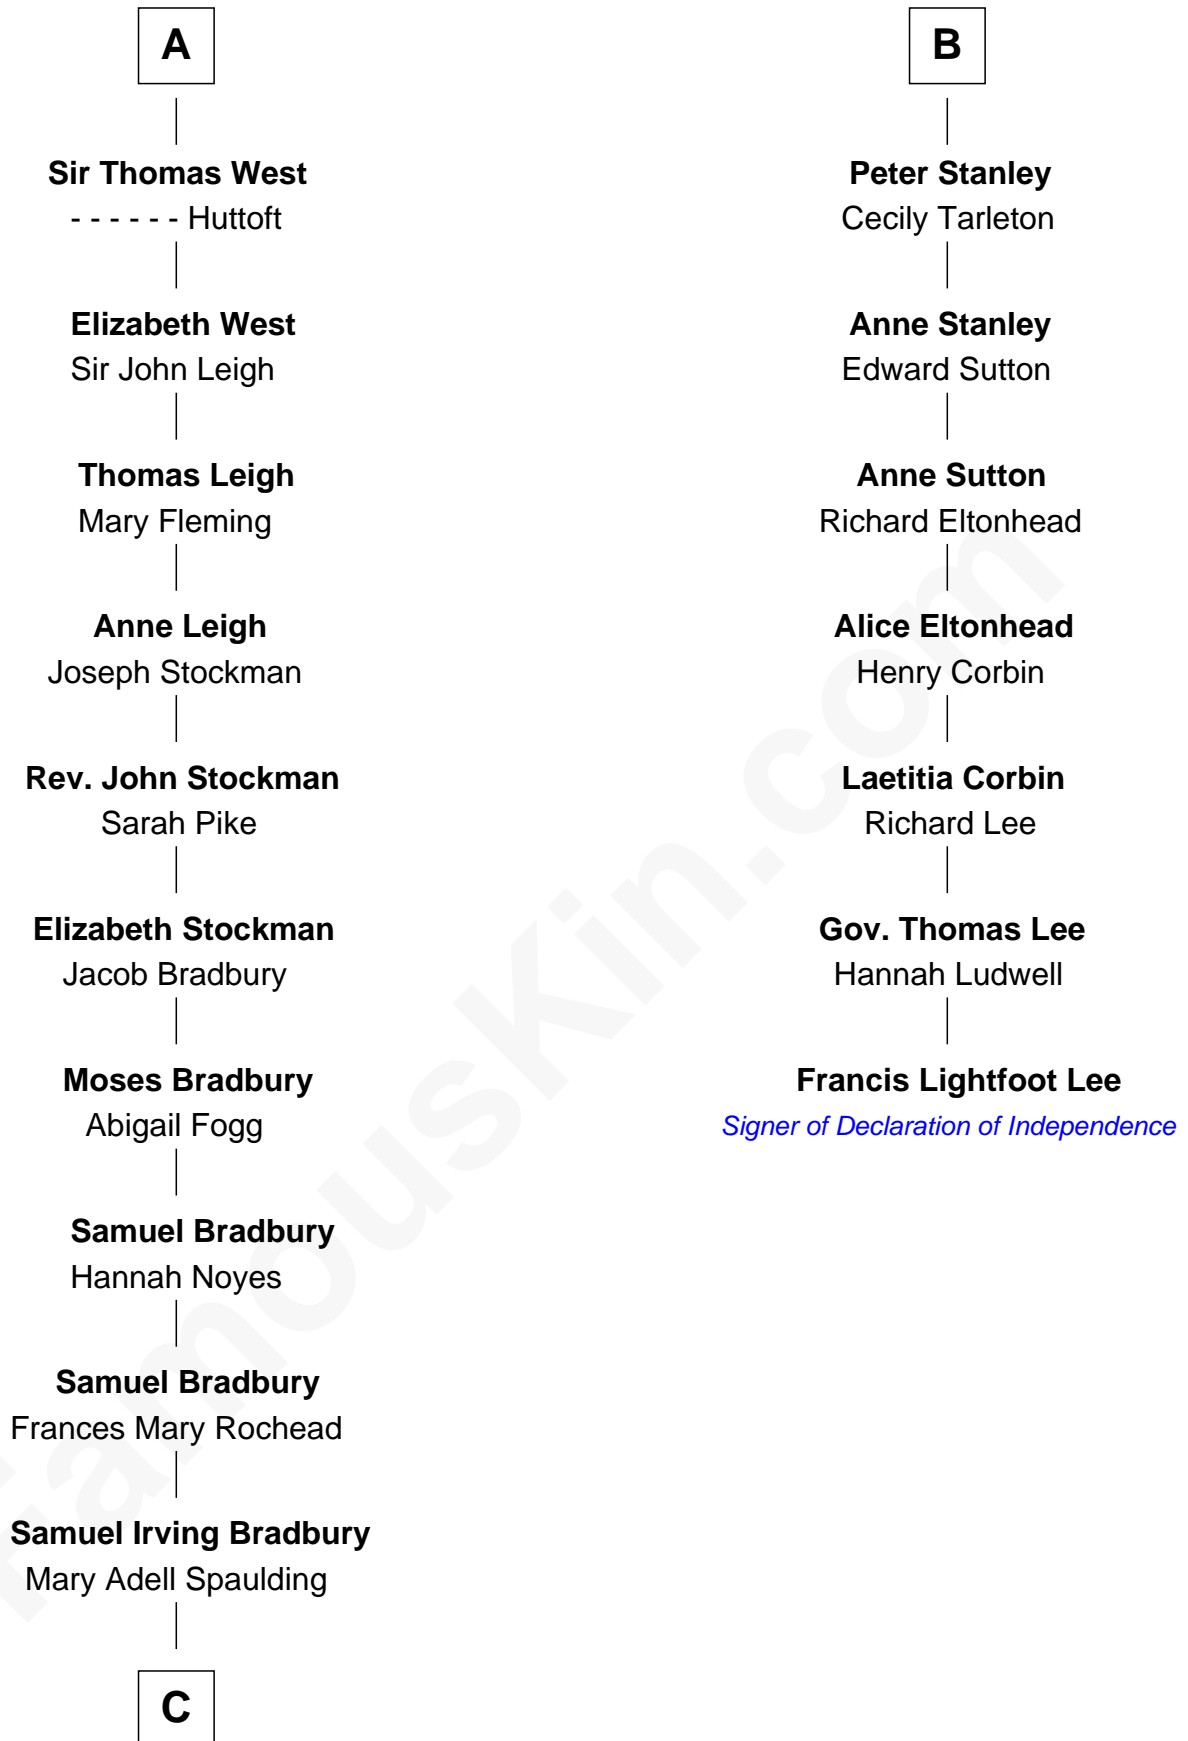 A
Sir Thomas West
- - - - - - Huttoft
Elizabeth West
Sir John Leigh
Thomas Leigh
Mary Fleming
Anne Leigh
Joseph Stockman
Rev. John Stockman
Sarah Pike
Elizabeth Stockman
Jacob Bradbury
Moses Bradbury
Abigail Fogg
Samuel Bradbury
Hannah Noyes
Samuel Bradbury
Frances Mary Rochead
Samuel Irving Bradbury
Mary Adell Spaulding
C
B
Peter Stanley
Cecily Tarleton
Anne Stanley
Edward Sutton
Anne Sutton
Richard Eltonhead
Alice Eltonhead
Henry Corbin
Laetitia Corbin
Richard Lee
Gov. Thomas Lee
Hannah Ludwell
Francis Lightfoot Lee
Signer of Declaration of Independence
FamousKin.com